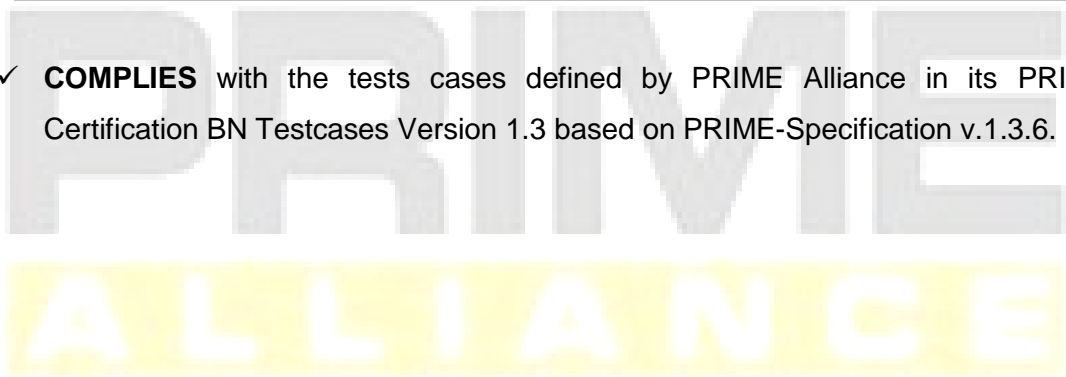 PRIME
✓ COMPLIES with the tests cases defined by PRIME Alliance in its PRI
Certification BN Testcases Version 1.3 based on PRIME-Specification v.1.3.6.
ALLIANCE